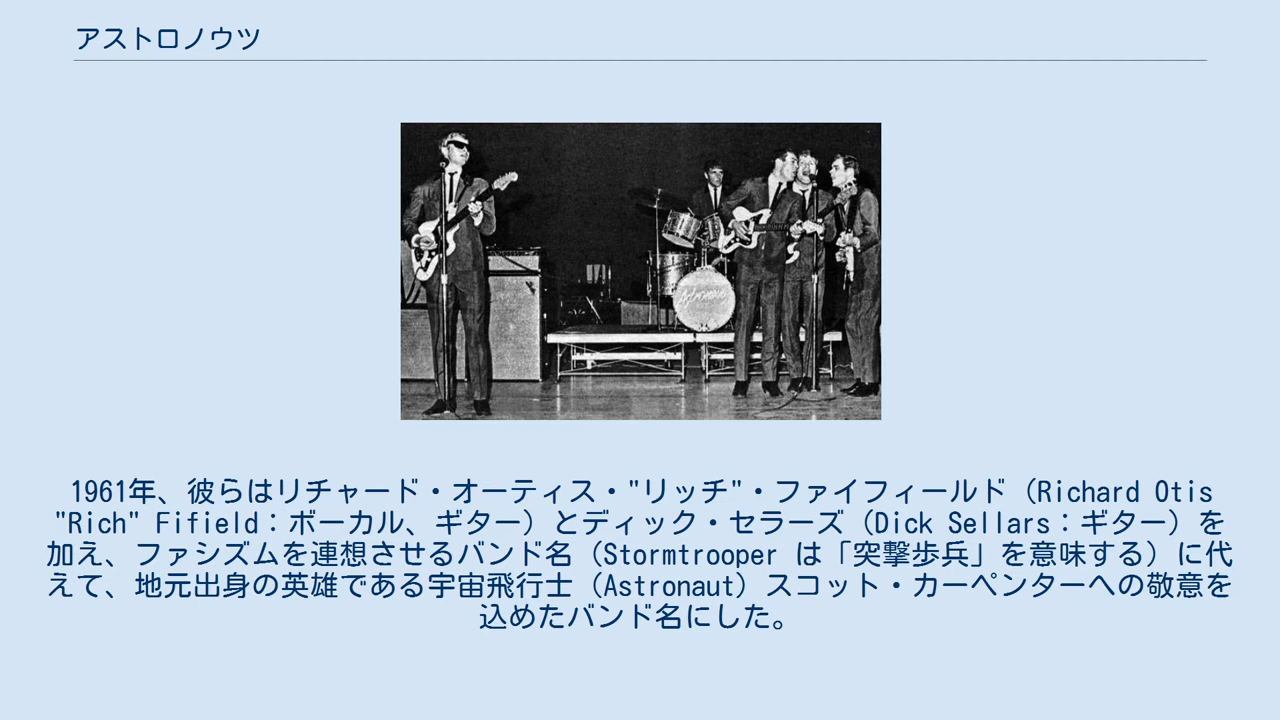 アストロノウツ
1961年、彼らはリチャード・オーティス・"リッチ"・ファイフィールド（Richard Otis
"Rich" Fifield：ボーカル、ギター）とディック・セラーズ（Dick Sellars：ギター）を
加え、ファシズムを連想させるバンド名（Stormtrooper は「突撃歩兵」を意味する）に代
えて、地元出身の英雄である宇宙飛行士（Astronaut）スコット・カーペンターへの敬意を
込めたバンド名にした。